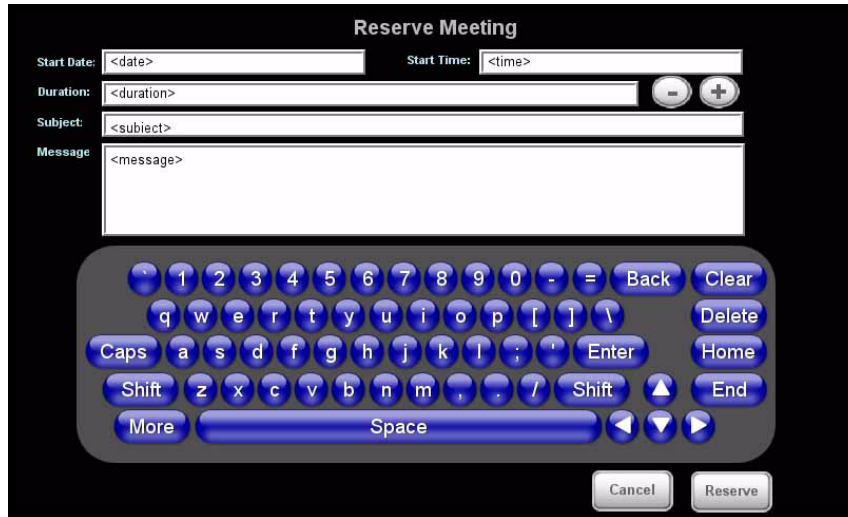 Reserve Meeting
Start Date: <date> Start Time: <time>
Duration: <duration> - +
Subject: <subiect>
Message <message>
` 1 2 3 4 5 6 7 8 9 0 - = Back Clear
q w e r t y u i o p [ ] \ Delete
Caps a s d f g h j k l ; ' Enter Home
Shift z x c v b n m , . / Shift End
More Space
Cancel Reserve